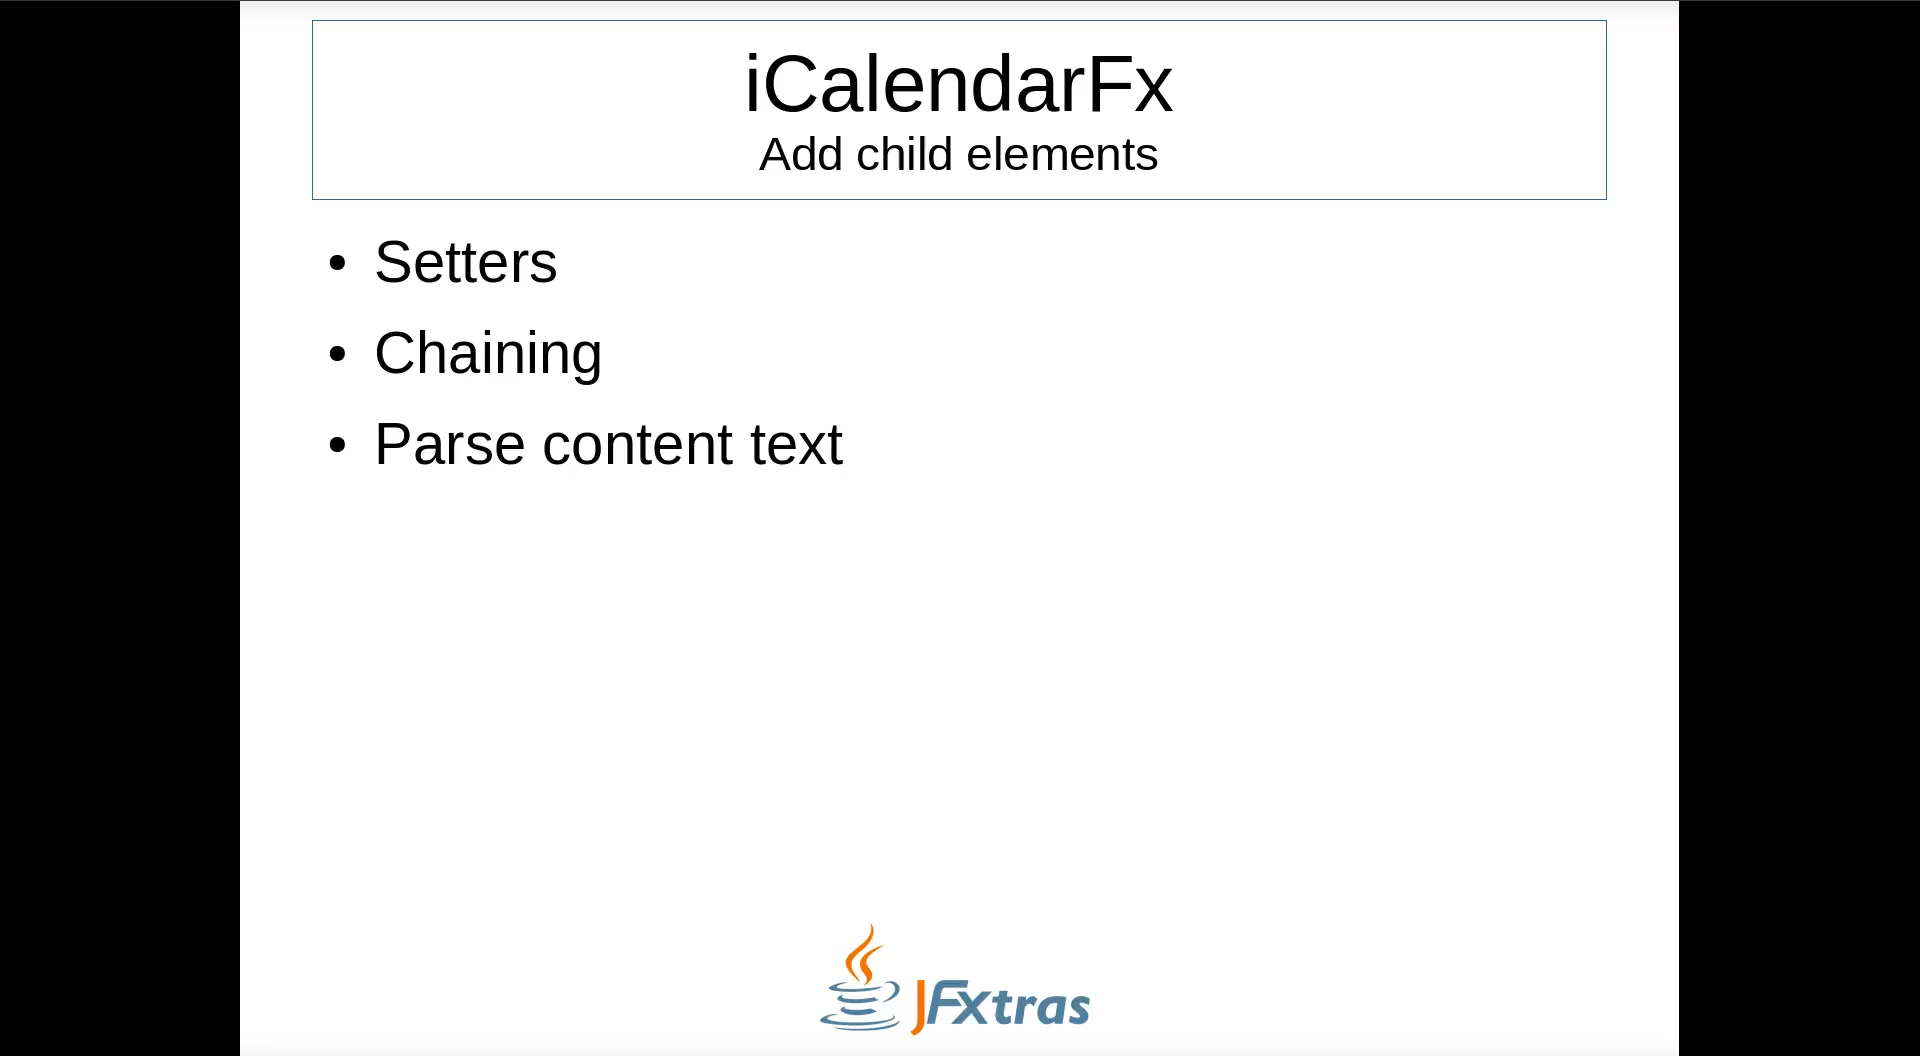 iCalendarFx
Add child elements
• Setters
• Chaining
• Parse content text
JFXtras